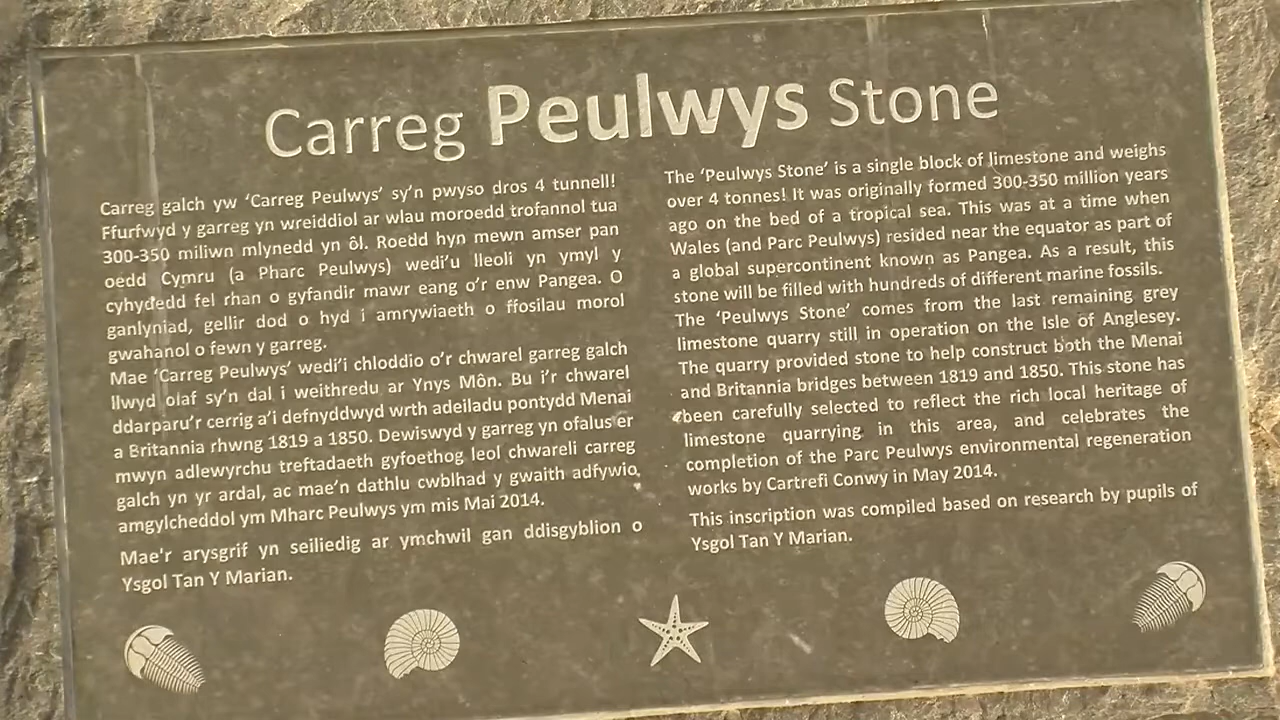 Carreg Peulwys Stone
Carreg galch yw ‘Carreg Peulwys’ sy’n pwyso dros 4 tunnell!
Ffurfwyd y garreg yn wreiddiol ar wlau moroedd trofannol tua
300-350 miliwn mlynedd yn ôl. Roedd hyn mewn amser pan
oedd Cymru (a Pharc Peulwys) wedi’u lleoli yn ymyl y
cyhydedd fel rhan o gyfandir mawr eang o’r enw Pangea. O
ganlyniad, gellir dod o hyd i amrywiaeth o ffosilau morol
gwahanol o fewn y garreg.
Mae ‘Carreg Peulwys’ wedi’i chloddio o’r chwarel garreg galch
llwyd olaf sy’n dal i weithredu ar Ynys Môn. Bu i’r chwarel
ddarparu’r cerrig a’i defnyddwyd wrth adeiladu pontydd Menai
a Britannia rhwng 1819 a 1850. Dewiswyd y garreg yn ofalus er
mwyn adlewyrchu treftadaeth gyfoethog leol chwareli carreg
galch yn yr ardal, ac mae’n dathlu cwblhad y gwaith adfywio
amgylcheddol ym Mharc Peulwys ym mis Mai 2014.
Mae'r arysgrif yn seiliedig ar ymchwil gan ddisgyblion o
Ysgol Tan Y Marian.
The ‘Peulwys Stone’ is a single block of limestone and weighs
over 4 tonnes! It was originally formed 300-350 million years
ago on the bed of a tropical sea. This was at a time when
Wales (and Parc Peulwys) resided near the equator as part of
a global supercontinent known as Pangea. As a result, this
stone will be filled with hundreds of different marine fossils.
The ‘Peulwys Stone’ comes from the last remaining grey
limestone quarry still in operation on the Isle of Anglesey.
The quarry provided stone to help construct both the Menai
and Britannia bridges between 1819 and 1850. This stone has
been carefully selected to reflect the rich local heritage of
limestone quarrying in this area, and celebrates the
completion of the Parc Peulwys environmental regeneration
works by Cartrefi Conwy in May 2014.
This inscription was compiled based on research by pupils of
Ysgol Tan Y Marian.